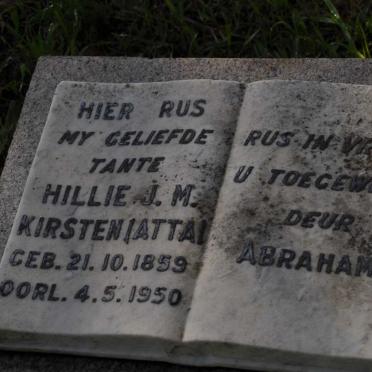 HIER RUS
MY GELIEFDE
TANTE
HILLIE J. M.
KIRSTEN (ATTA)
GEB. 21. 10. 1859
OORL. 4. 5. 1950
RUS IN
U
DEUR
ABRAHAM